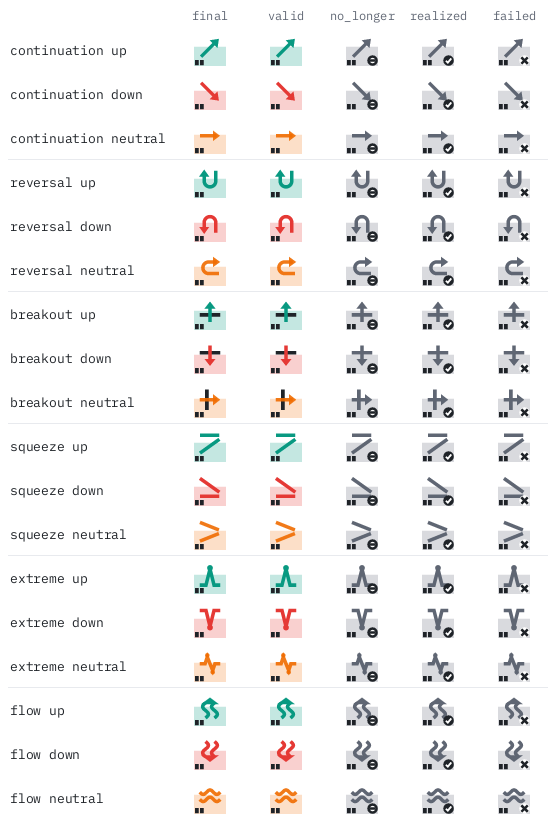 final valid no_longer realized failed
continuation up
continuation down
continuation neutral
reversal up
reversal down
reversal neutral
breakout up
breakout down
breakout neutral
squeeze up
squeeze down
squeeze neutral
extreme up
extreme down
extreme neutral
flow up
flow down
flow neutral